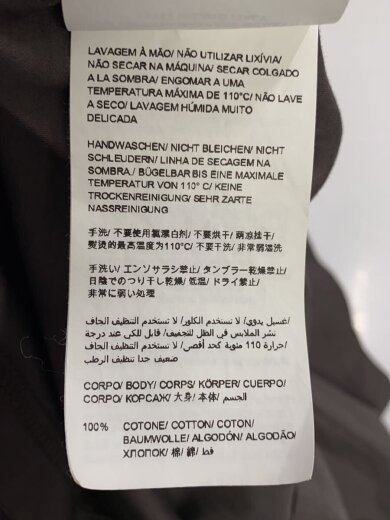 LAVAGEM À MÃO/ NÃO UTILIZAR LIXÍVIA/
NÃO SECAR NA MÁQUINA/ SECAR COLGADO
A LA SOMBRA/ ENGOMAR A UMA
TEMPERATURA MÁXIMA DE 110°C/ NÃO LAVE
A SECO/ LAVAGEM HÚMIDA MUITO
DELICADA
HANDWASCHEN/ NICHT BLEICHEN/ NICHT
SCHLEUDERN/ LINHA DE SECAGEM NA
SOMBRA./ BÜGELBAR BIS EINE MAXIMALE
TEMPERATUR VON 110° C/ KEINE
TROCKENREINIGUNG/ SEHR ZARTE
NASSREINIGUNG
手洗/ 不要使用氯漂白剂/ 不要烘干/ 荫凉挂干/
熨烫的最高温度为110°C/ 不要干洗/ 非常弱湿洗
手洗い/ エンソサラシ禁止/ タンブラー乾燥禁止/
日陰でのつり干し乾燥/ 低温/ ドライ禁止/
非常に弱い処理
غسيل يدوي/ لا تستخدم الكلور/ لا تستخدم التنظيف الجاف/
نشر الملابس في الظل للتجفيف/ قابل للكي عند درجة
حرارة 110 مئوية كحد أقصى/ لا تستخدم التنظيف الجاف/
ضعيف جدا تنظيف الرطب
CORPO/ BODY/ CORPS/ KÖRPER/ CUERPO/
CORPO/ КОРСАЖ/ 大身/ 本体/ الجسم
100% COTONE/ COTTON/ COTON/
BAUMWOLLE/ ALGODÓN/ ALGODÃO/
ХЛОПОК/ 棉/ 綿/ قط